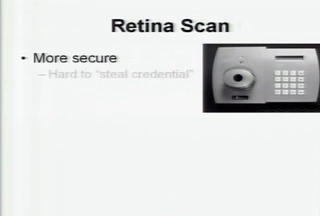 Retina Scan
• More secure
– Hard to “steal credential”